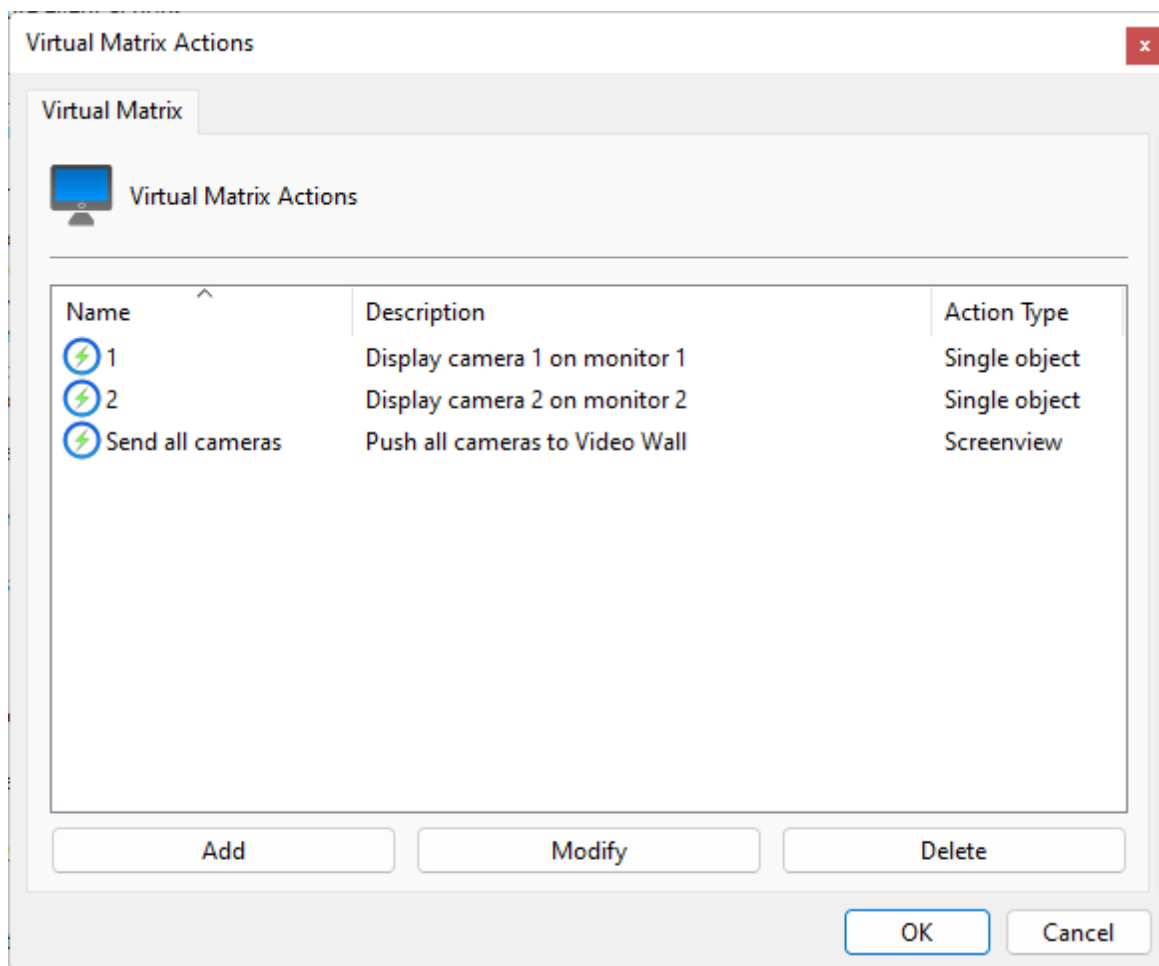 Virtual Matrix Actions
x
Virtual Matrix
Virtual Matrix Actions
Name Description Action Type
1 Display camera 1 on monitor 1 Single object
2 Display camera 2 on monitor 2 Single object
Send all cameras Push all cameras to Video Wall Screenview
Add Modify Delete
OK Cancel